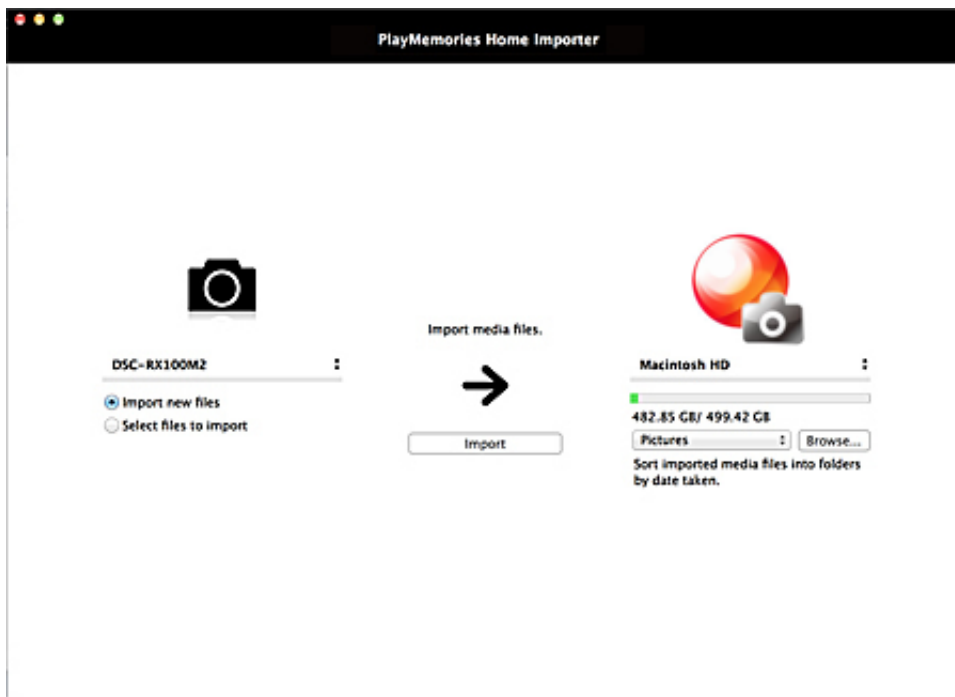 PlayMemories Home Importer
DSC-RX100M2
Import new files
Select files to import
Import media files.
Import
Macintosh HD
482.85 GB/ 499.42 GB
Pictures
Browse...
Sort imported media files into folders
by date taken.